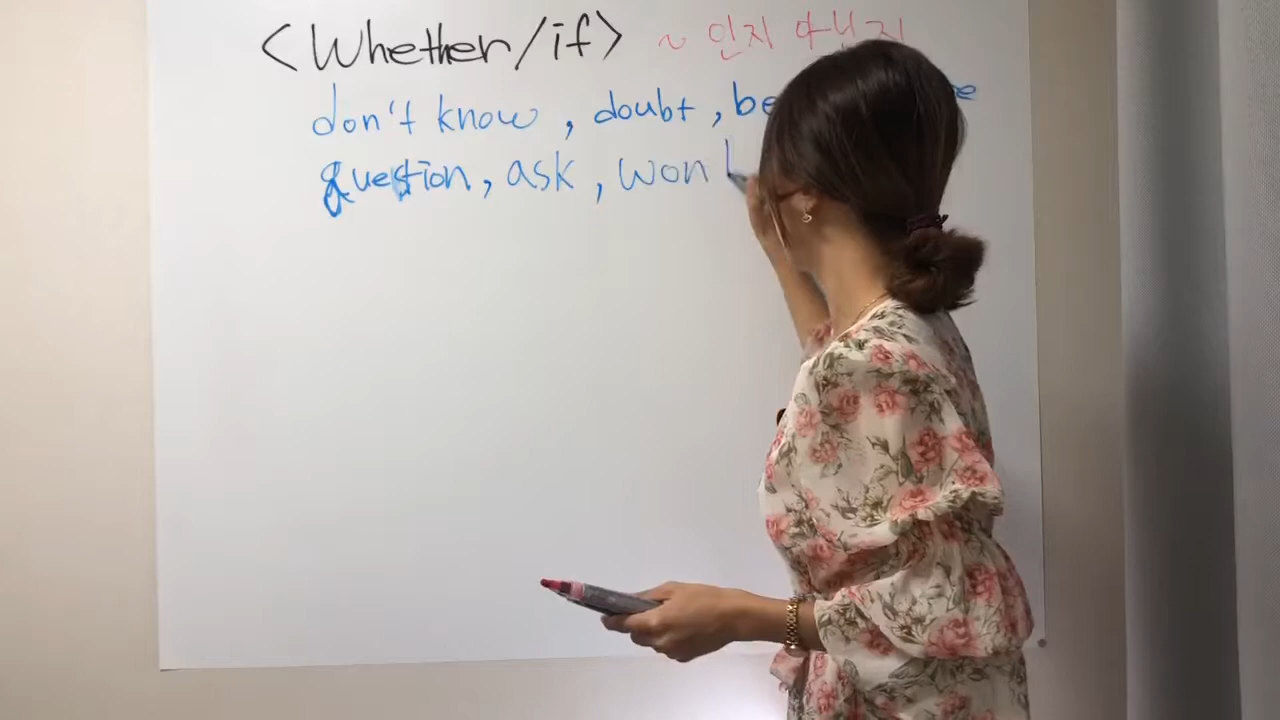 <Whether/if> ~ 인지 아닌지
don't know, doubt, be
question, ask, won